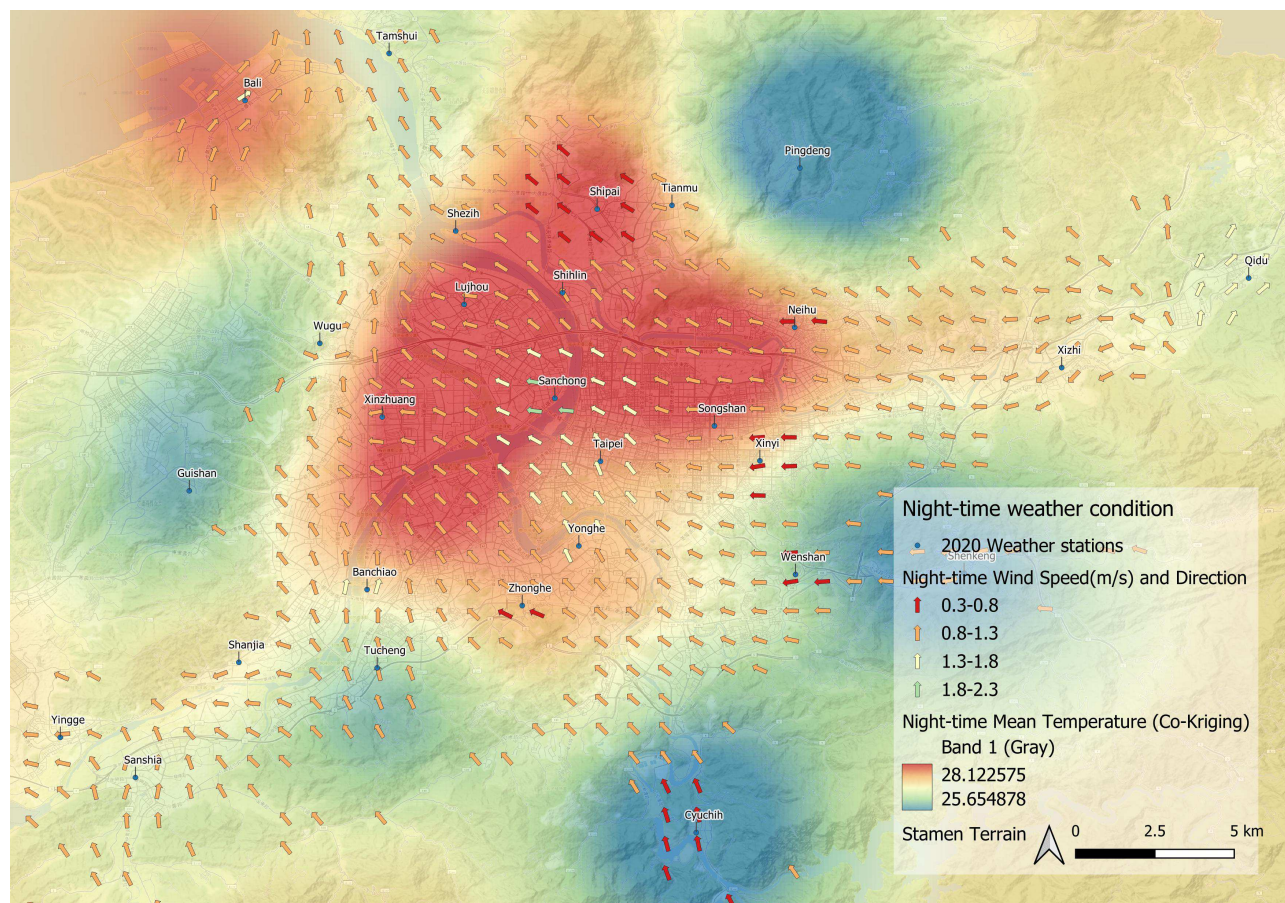 Tamshui
Bali
Pingdeng
Shipai
Tianmu
Shezih
Qidu
Shihlin
Lujhou
Neihu
Wugu
Xizhi
Sanchong
Xinzhuang
Songshan
Taipei
Xinyi
Guishan
Yonghe
Wenshan
Shenkeng
Banchiao
Zhonghe
Shanjia
Tucheng
Yingge
Sanshia
Cyuchih
Night-time weather condition
2020 Weather stations
Night-time Wind Speed(m/s) and Direction
0.3-0.8
0.8-1.3
1.3-1.8
1.8-2.3
Night-time Mean Temperature (Co-Kriging)
Band 1 (Gray)
28.122575
25.654878
Stamen Terrain
0 2.5 5 km